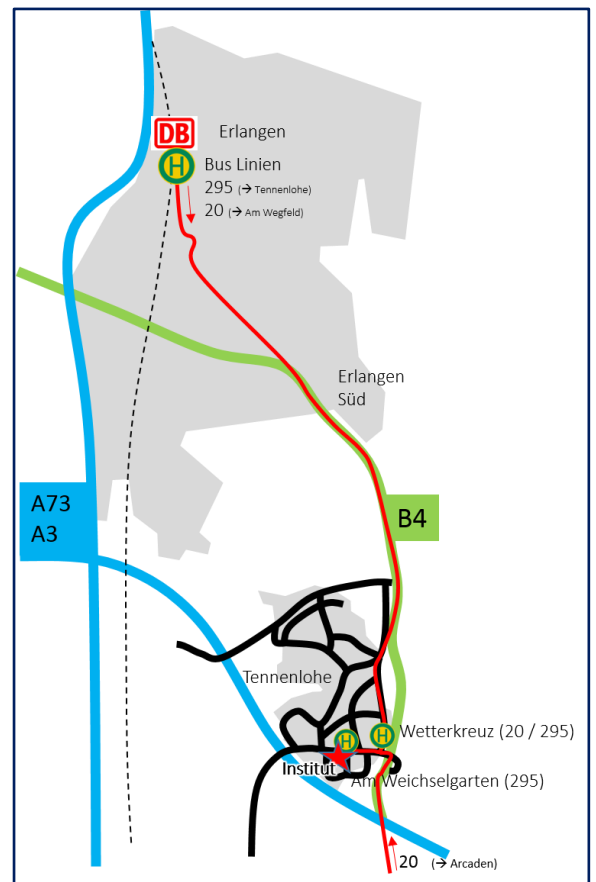 DB
Erlangen
H
Bus Linien
295 (→ Tennenlohe)
20 (→ Am Wegfeld)
Erlangen
Süd
A73
A3
B4
Tennenlohe
H
Wetterkreuz (20 / 295)
H
Institut
Am Weichselgarten (295)
20 (→ Arcaden)